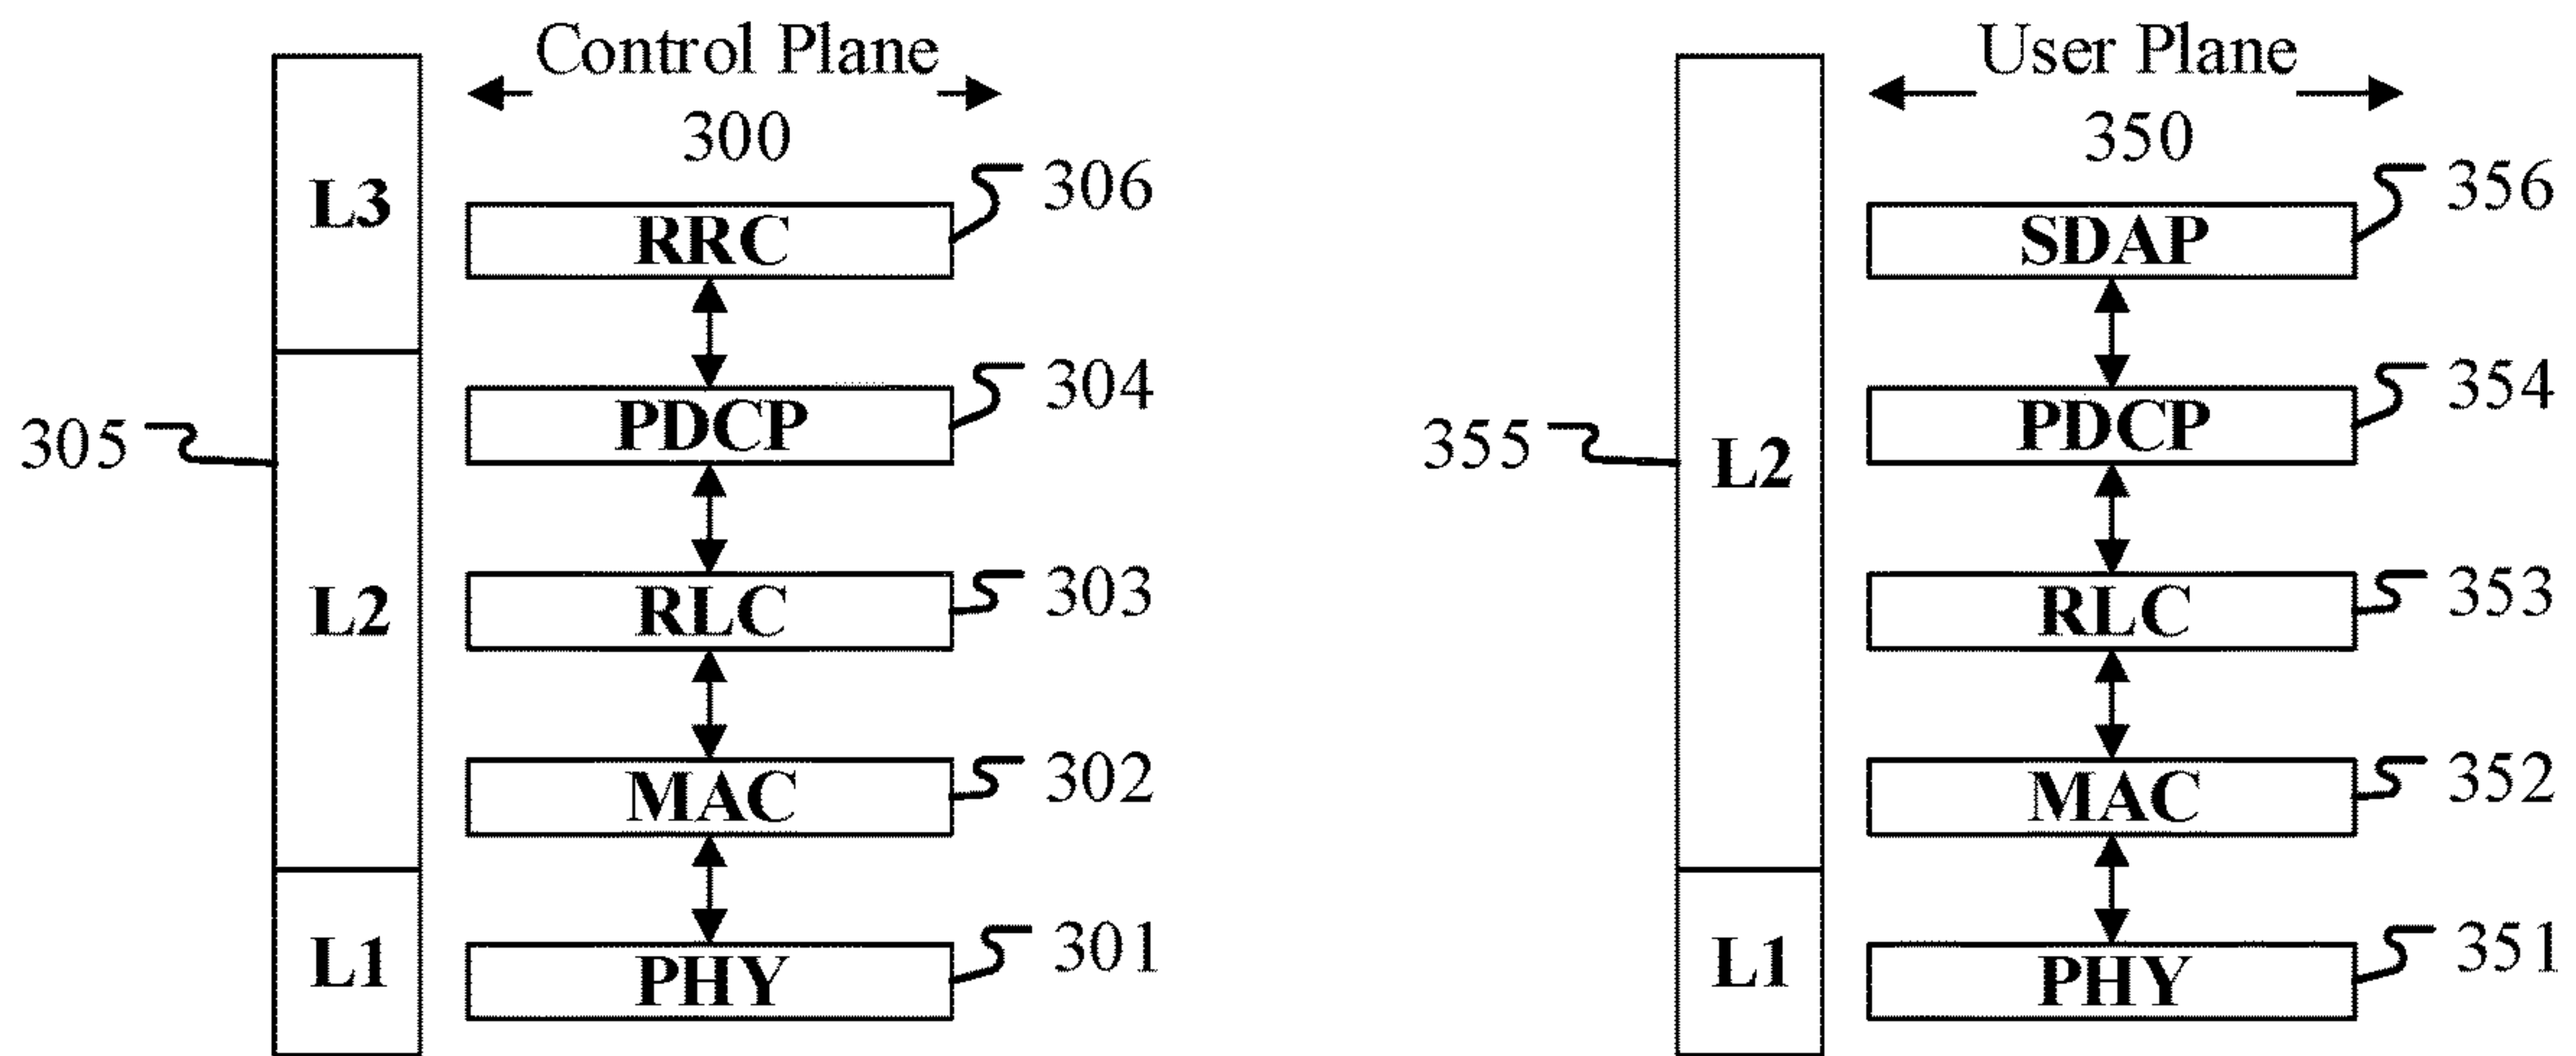 Control Plane
300
L3
RRC
306
PDCP
304
305
L2
RLC
303
MAC
302
L1
PHY
301
User Plane
350
SDAP
356
PDCP
354
355
L2
RLC
353
MAC
352
L1
PHY
351